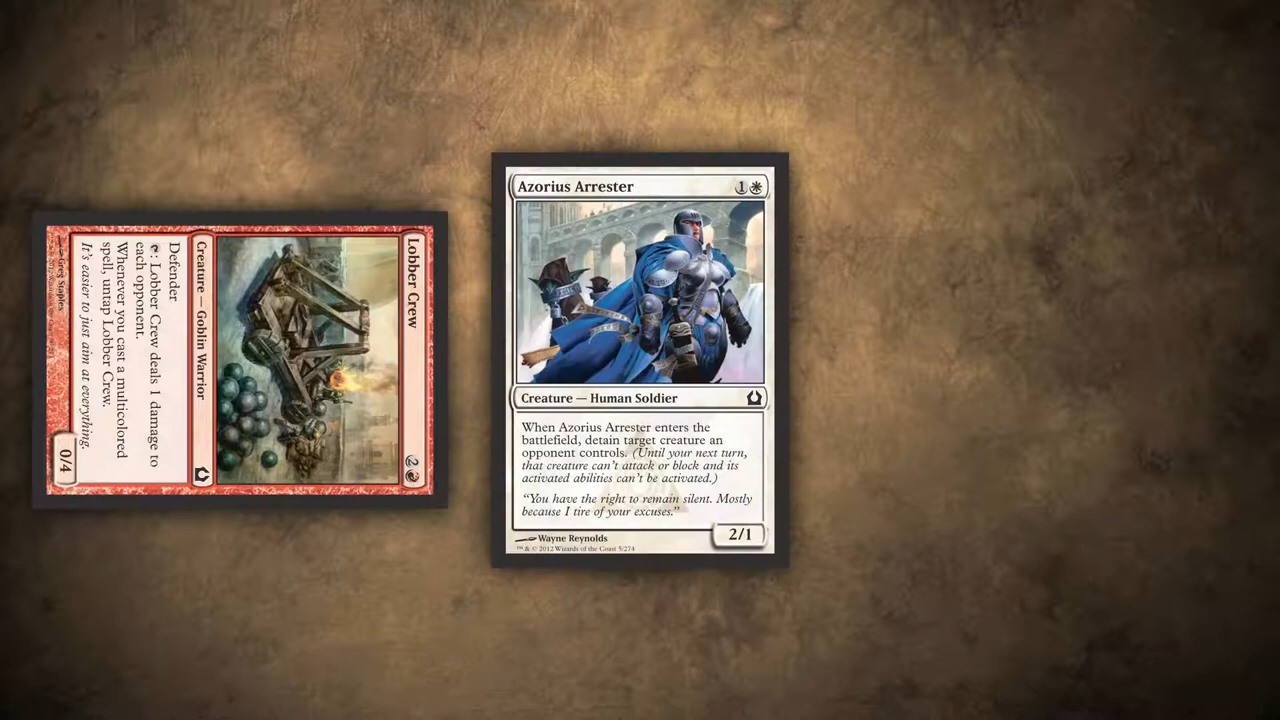 Lobber Crew
2
Creature — Goblin Warrior
Defender
: Lobber Crew deals 1 damage to
each opponent.
Whenever you cast a multicolored
spell, untap Lobber Crew.
It's easier to just aim at everything.
0/4
Greg Staples
Azorius Arrester
1
Creature — Human Soldier
When Azorius Arrester enters the
battlefield, detain target creature an
opponent controls. (Until your next turn,
that creature can't attack or block and its
activated abilities can't be activated.)
“You have the right to remain silent. Mostly
because I tire of your excuses.”
2/1
Wayne Reynolds
™ & © 2012 Wizards of the Coast 5/274